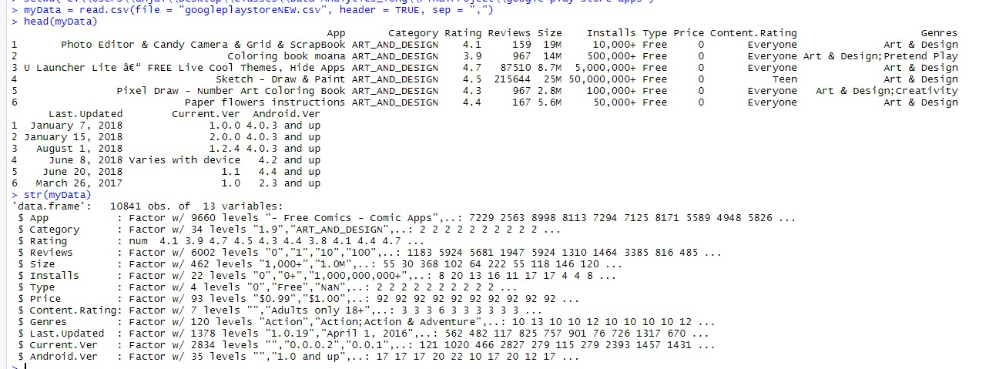 > myData = read.csv(file = "googleplaystoreNEW.csv", header = TRUE, sep = ",")
> head(myData)
App Category Rating Reviews Size Installs Type Price Content.Rating Genres
1 Photo Editor & Candy Camera & Grid & ScrapBook ART_AND_DESIGN 4.1 159 19M 10,000+ Free 0 Everyone Art & Design
2 Coloring book moana ART_AND_DESIGN 3.9 967 14M 500,000+ Free 0 Everyone Art & Design;Pretend Play
3 U Launcher Lite â€“ FREE Live Cool Themes, Hide Apps ART_AND_DESIGN 4.7 87510 8.7M 5,000,000+ Free 0 Everyone Art & Design
4 Sketch - Draw & Paint ART_AND_DESIGN 4.5 215644 25M 50,000,000+ Free 0 Teen Art & Design
5 Pixel Draw - Number Art Coloring Book ART_AND_DESIGN 4.3 967 2.8M 100,000+ Free 0 Everyone Art & Design;Creativity
6 Paper flowers instructions ART_AND_DESIGN 4.4 167 5.6M 50,000+ Free 0 Everyone Art & Design
Last.Updated Current.Ver Android.Ver
1 January 7, 2018 1.0.0 4.0.3 and up
2 January 15, 2018 2.0.0 4.0.3 and up
3 August 1, 2018 1.2.4 4.0.3 and up
4 June 8, 2018 Varies with device 4.2 and up
5 June 20, 2018 1.1 4.4 and up
6 March 26, 2017 1.0 2.3 and up
> str(myData)
'data.frame': 10841 obs. of 13 variables:
$ App : Factor w/ 9660 levels "- Free Comics - Comic Apps",..: 7229 2563 8998 8113 7294 7125 8171 5589 4948 5826 ...
$ Category : Factor w/ 34 levels "1.9","ART_AND_DESIGN",..: 2 2 2 2 2 2 2 2 2 2 ...
$ Rating : num 4.1 3.9 4.7 4.5 4.3 4.4 3.8 4.1 4.4 4.7 ...
$ Reviews : Factor w/ 6002 levels "0","1","10","100",..: 1183 5924 5681 1947 5924 1310 1464 3385 816 485 ...
$ Size : Factor w/ 462 levels "1,000+","1.0M",..: 55 30 368 102 64 222 55 118 146 120 ...
$ Installs : Factor w/ 22 levels "0","0+","1,000,000,000+",..: 8 20 13 16 11 17 17 4 4 8 ...
$ Type : Factor w/ 4 levels "0","Free","NaN",..: 2 2 2 2 2 2 2 2 2 2 ...
$ Price : Factor w/ 93 levels "$0.99","$1.00",..: 92 92 92 92 92 92 92 92 92 92 ...
$ Content.Rating: Factor w/ 7 levels "","Adults only 18+",..: 3 3 3 6 3 3 3 3 3 3 ...
$ Genres : Factor w/ 120 levels "Action","Action;Action & Adventure",..: 10 13 10 10 12 10 10 10 10 12 ...
$ Last.Updated : Factor w/ 1378 levels "1.0.19","April 1, 2016",..: 562 482 117 825 757 901 76 726 1317 670 ...
$ Current.Ver : Factor w/ 2834 levels "","0.0.0.2","0.0.1",..: 121 1020 466 2827 279 115 279 2393 1457 1431 ...
$ Android.Ver : Factor w/ 35 levels "","1.0 and up",..: 17 17 17 20 22 10 17 20 12 17 ...
>